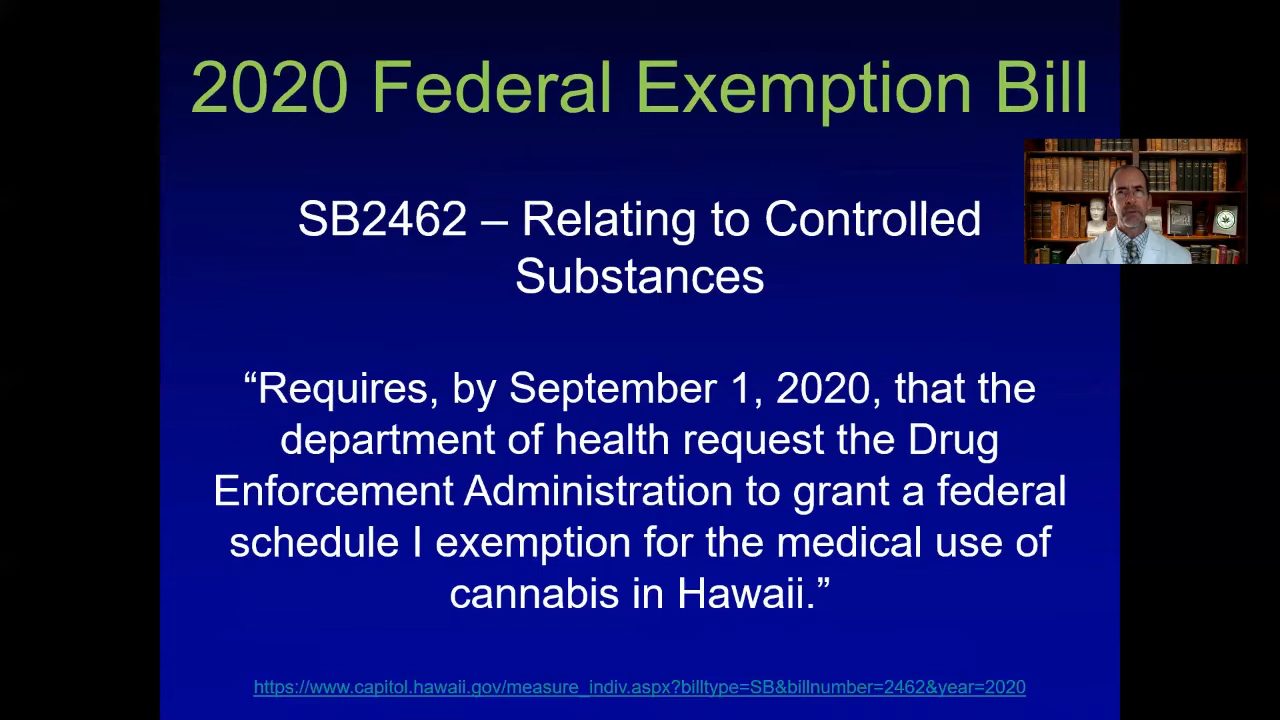 2020 Federal Exemption Bill
SB2462 – Relating to Controlled
Substances
“Requires, by September 1, 2020, that the
department of health request the Drug
Enforcement Administration to grant a federal
schedule I exemption for the medical use of
cannabis in Hawaii.”
https://www.capitol.hawaii.gov/measure_indiv.aspx?billtype=SB&billnumber=2462&year=2020